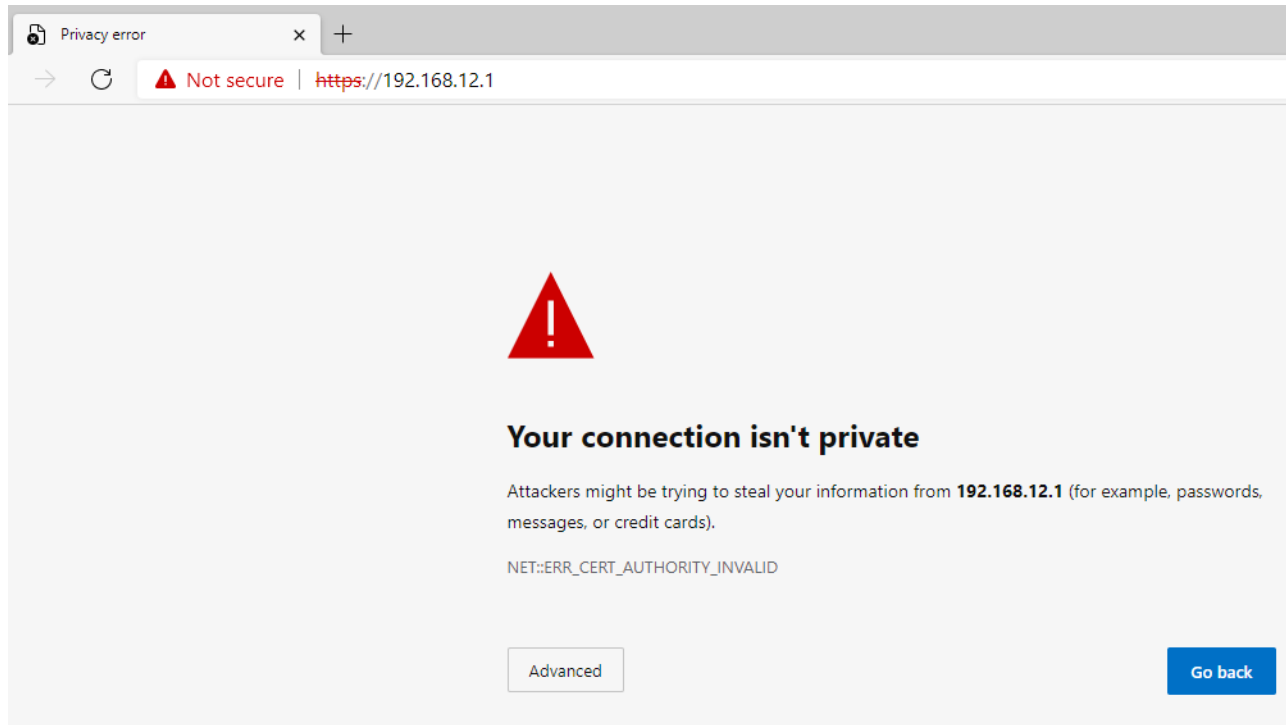 Privacy error
Not secure | https://192.168.12.1
!
Your connection isn't private
Attackers might be trying to steal your information from 192.168.12.1 (for example, passwords,
messages, or credit cards).
NET::ERR_CERT_AUTHORITY_INVALID
Advanced
Go back